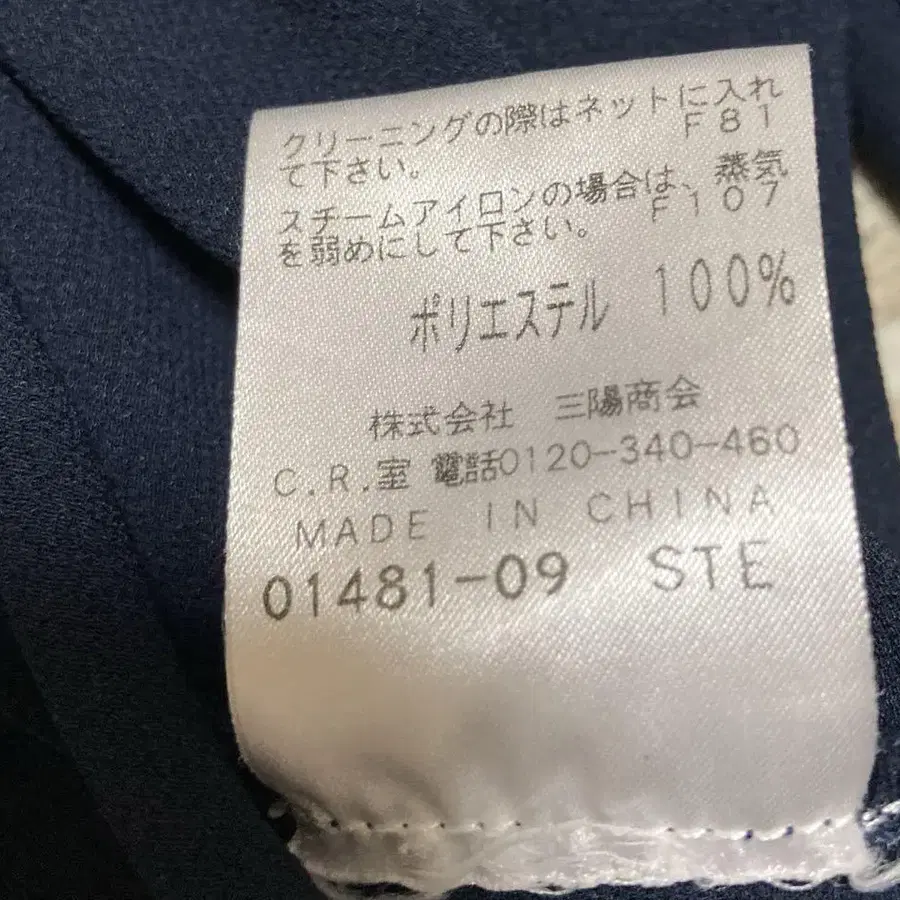 クリーニングの際はネットに入れ
て下さい。 F81
スチームアイロンの場合は、蒸気
を弱めにして下さい。 F107
ポリエステル 100%
株式会社 三陽商会
C.R.室 電話0120-340-460
MADE IN CHINA
01481-09 STE